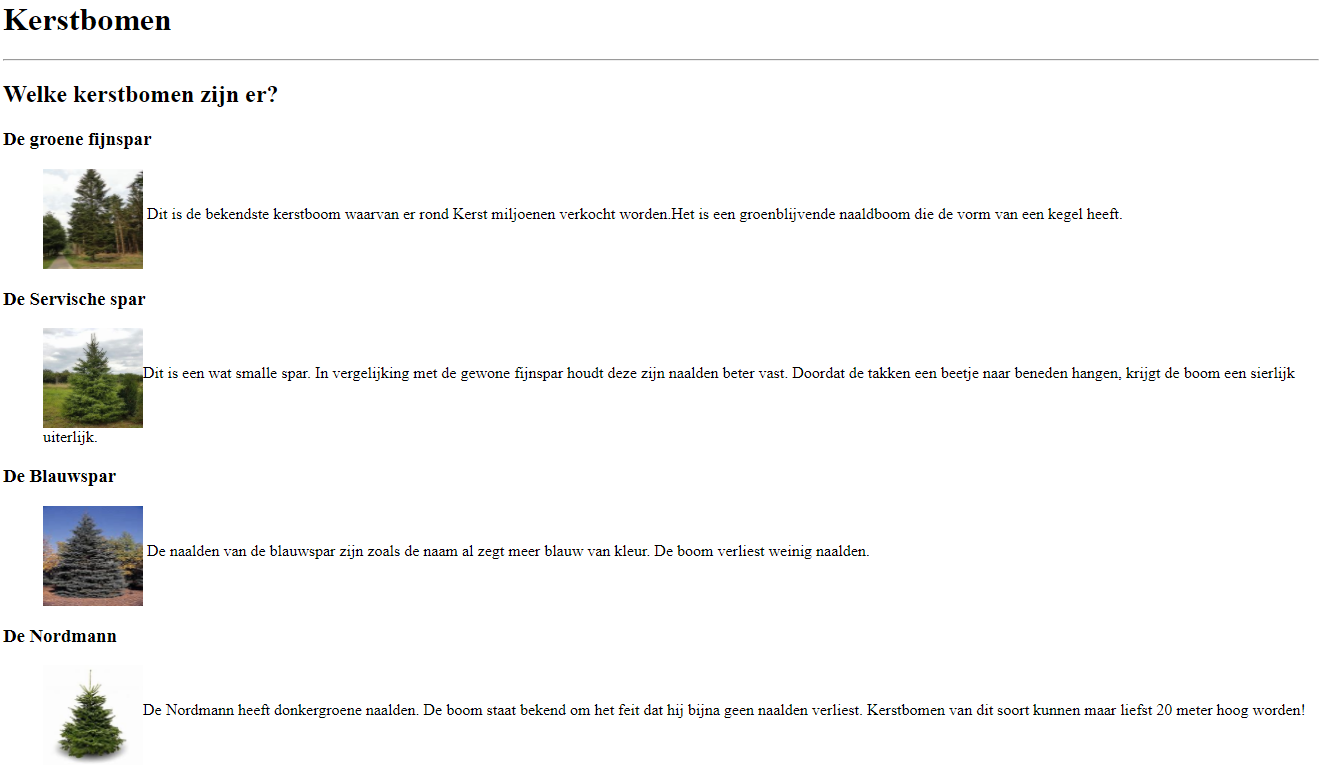 Kerstbomen
Welke kerstbomen zijn er?
De groene fijnspar
Dit is de bekendste kerstboom waarvan er rond Kerst miljoenen verkocht worden.Het is een groenblijvende naaldboom die de vorm van een kegel heeft.
De Servische spar
Dit is een wat smalle spar. In vergelijking met de gewone fijnspar houdt deze zijn naalden beter vast. Doordat de takken een beetje naar beneden hangen, krijgt de boom een sierlijk
uiterlijk.
De Blauwspar
De naalden van de blauwspar zijn zoals de naam al zegt meer blauw van kleur. De boom verliest weinig naalden.
De Nordmann
De Nordmann heeft donkergroene naalden. De boom staat bekend om het feit dat hij bijna geen naalden verliest. Kerstbomen van dit soort kunnen maar liefst 20 meter hoog worden!